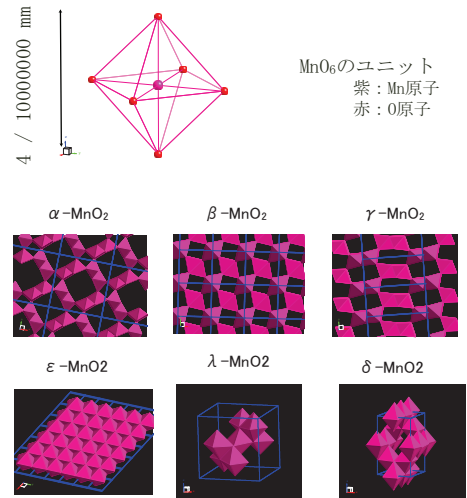 4 / 10000000 mm
MnO₆のユニット
紫：Mn原子
赤：O原子
α-MnO₂
β-MnO₂
γ-MnO₂
ε-MnO2
λ-MnO2
δ-MnO2